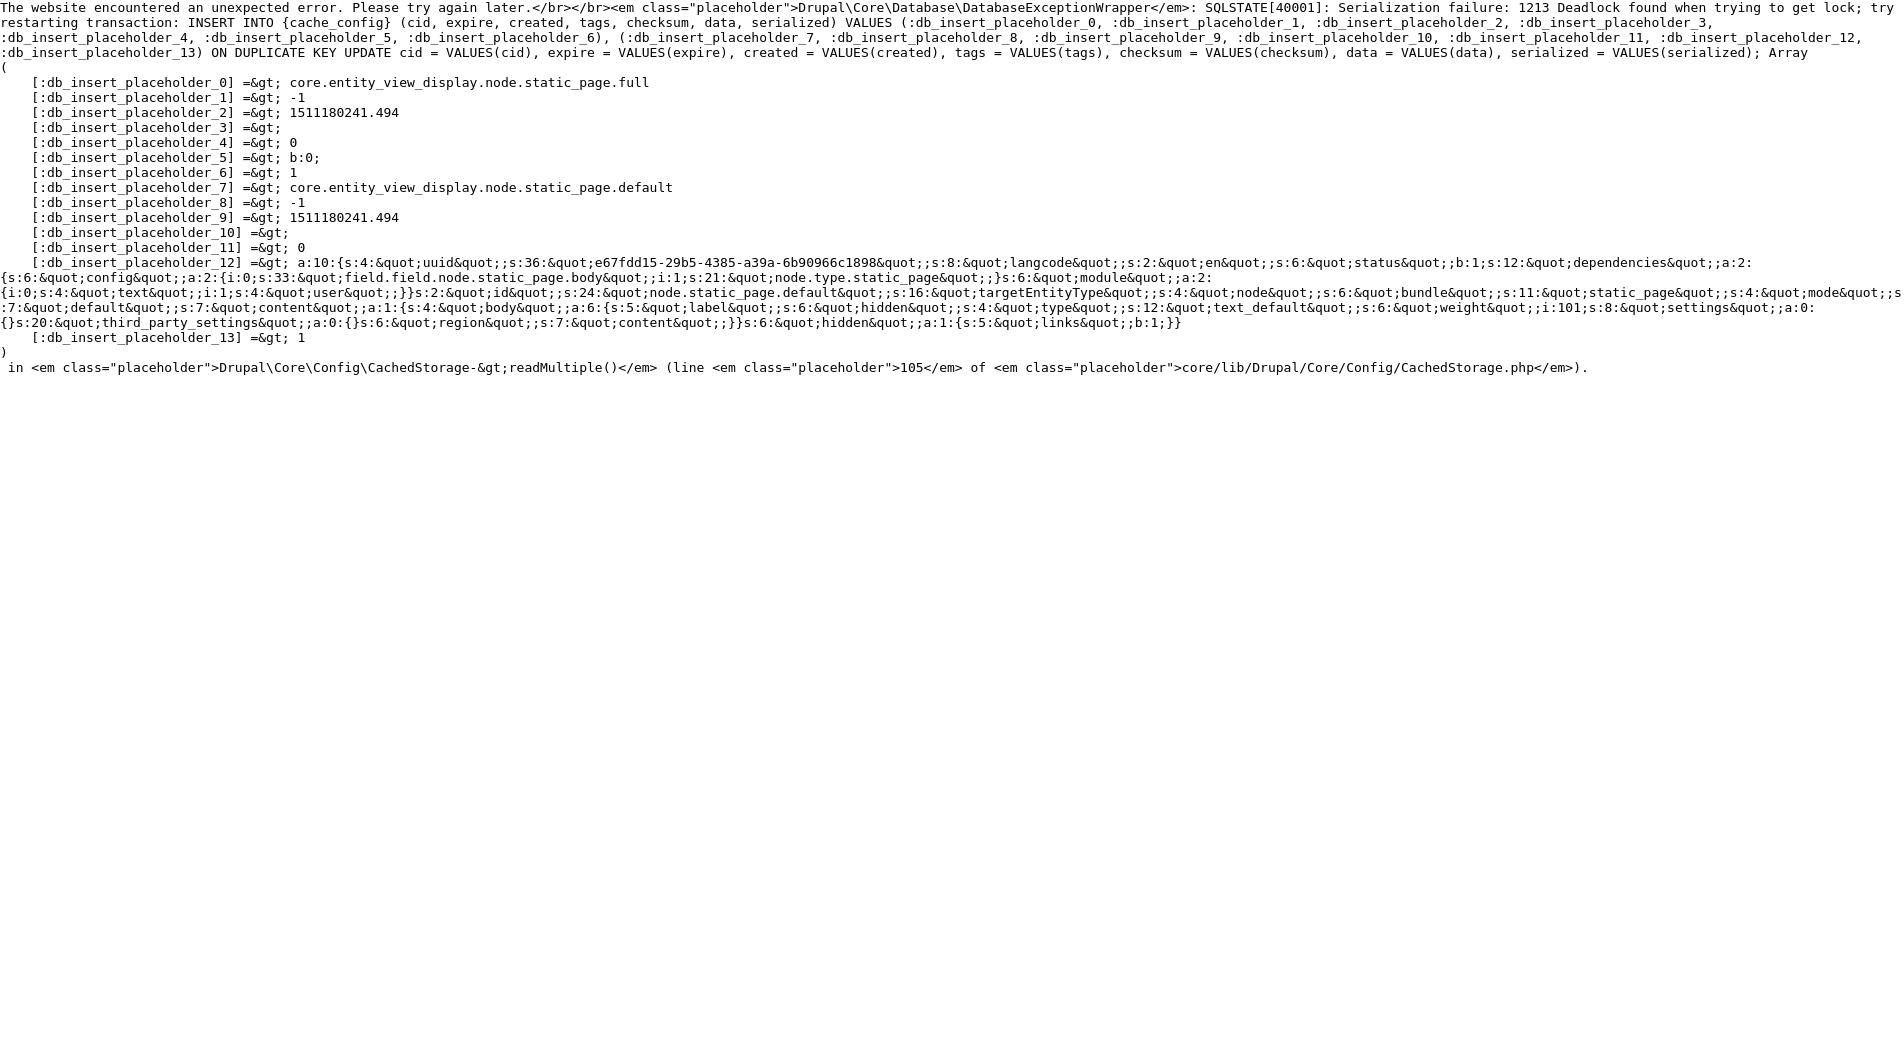 The website encountered an unexpected error. Please try again later.</br></br><em class="placeholder">Drupal\Core\Database\DatabaseExceptionWrapper</em>: SQLSTATE[40001]: Serialization failure: 1213 Deadlock found when trying to get lock; try
restarting transaction: INSERT INTO {cache_config} (cid, expire, created, tags, checksum, data, serialized) VALUES (:db_insert_placeholder_0, :db_insert_placeholder_1, :db_insert_placeholder_2, :db_insert_placeholder_3,
:db_insert_placeholder_4, :db_insert_placeholder_5, :db_insert_placeholder_6), (:db_insert_placeholder_7, :db_insert_placeholder_8, :db_insert_placeholder_9, :db_insert_placeholder_10, :db_insert_placeholder_11, :db_insert_placeholder_12,
:db_insert_placeholder_13) ON DUPLICATE KEY UPDATE cid = VALUES(cid), expire = VALUES(expire), created = VALUES(created), tags = VALUES(tags), checksum = VALUES(checksum), data = VALUES(data), serialized = VALUES(serialized); Array
(
    [:db_insert_placeholder_0] =&gt; core.entity_view_display.node.static_page.full
    [:db_insert_placeholder_1] =&gt; -1
    [:db_insert_placeholder_2] =&gt; 1511180241.494
    [:db_insert_placeholder_3] =&gt;
    [:db_insert_placeholder_4] =&gt; 0
    [:db_insert_placeholder_5] =&gt; b:0;
    [:db_insert_placeholder_6] =&gt; 1
    [:db_insert_placeholder_7] =&gt; core.entity_view_display.node.static_page.default
    [:db_insert_placeholder_8] =&gt; -1
    [:db_insert_placeholder_9] =&gt; 1511180241.494
    [:db_insert_placeholder_10] =&gt;
    [:db_insert_placeholder_11] =&gt; 0
    [:db_insert_placeholder_12] =&gt; a:10:{s:4:&quot;uuid&quot;;s:36:&quot;e67fdd15-29b5-4385-a39a-6b90966c1898&quot;;s:8:&quot;langcode&quot;;s:2:&quot;en&quot;;s:6:&quot;status&quot;;b:1;s:12:&quot;dependencies&quot;;a:2:
{s:6:&quot;config&quot;;a:2:{i:0;s:33:&quot;field.field.node.static_page.body&quot;;i:1;s:21:&quot;node.type.static_page&quot;;}s:6:&quot;module&quot;;a:2:
{i:0;s:4:&quot;text&quot;;i:1;s:4:&quot;user&quot;;}}s:2:&quot;id&quot;;s:24:&quot;node.static_page.default&quot;;s:16:&quot;targetEntityType&quot;;s:4:&quot;node&quot;;s:6:&quot;bundle&quot;;s:11:&quot;static_page&quot;;s:4:&quot;mode&quot;;s
:7:&quot;default&quot;;s:7:&quot;content&quot;;a:1:{s:4:&quot;body&quot;;a:6:{s:5:&quot;label&quot;;s:6:&quot;hidden&quot;;s:4:&quot;type&quot;;s:12:&quot;text_default&quot;;s:6:&quot;weight&quot;;i:101;s:8:&quot;settings&quot;;a:0:
{}s:20:&quot;third_party_settings&quot;;a:0:{}s:6:&quot;region&quot;;s:7:&quot;content&quot;;}}s:6:&quot;hidden&quot;;a:1:{s:5:&quot;links&quot;;b:1;}}
    [:db_insert_placeholder_13] =&gt; 1
)
 in <em class="placeholder">Drupal\Core\Config\CachedStorage-&gt;readMultiple()</em> (line <em class="placeholder">105</em> of <em class="placeholder">core/lib/Drupal/Core/Config/CachedStorage.php</em>).